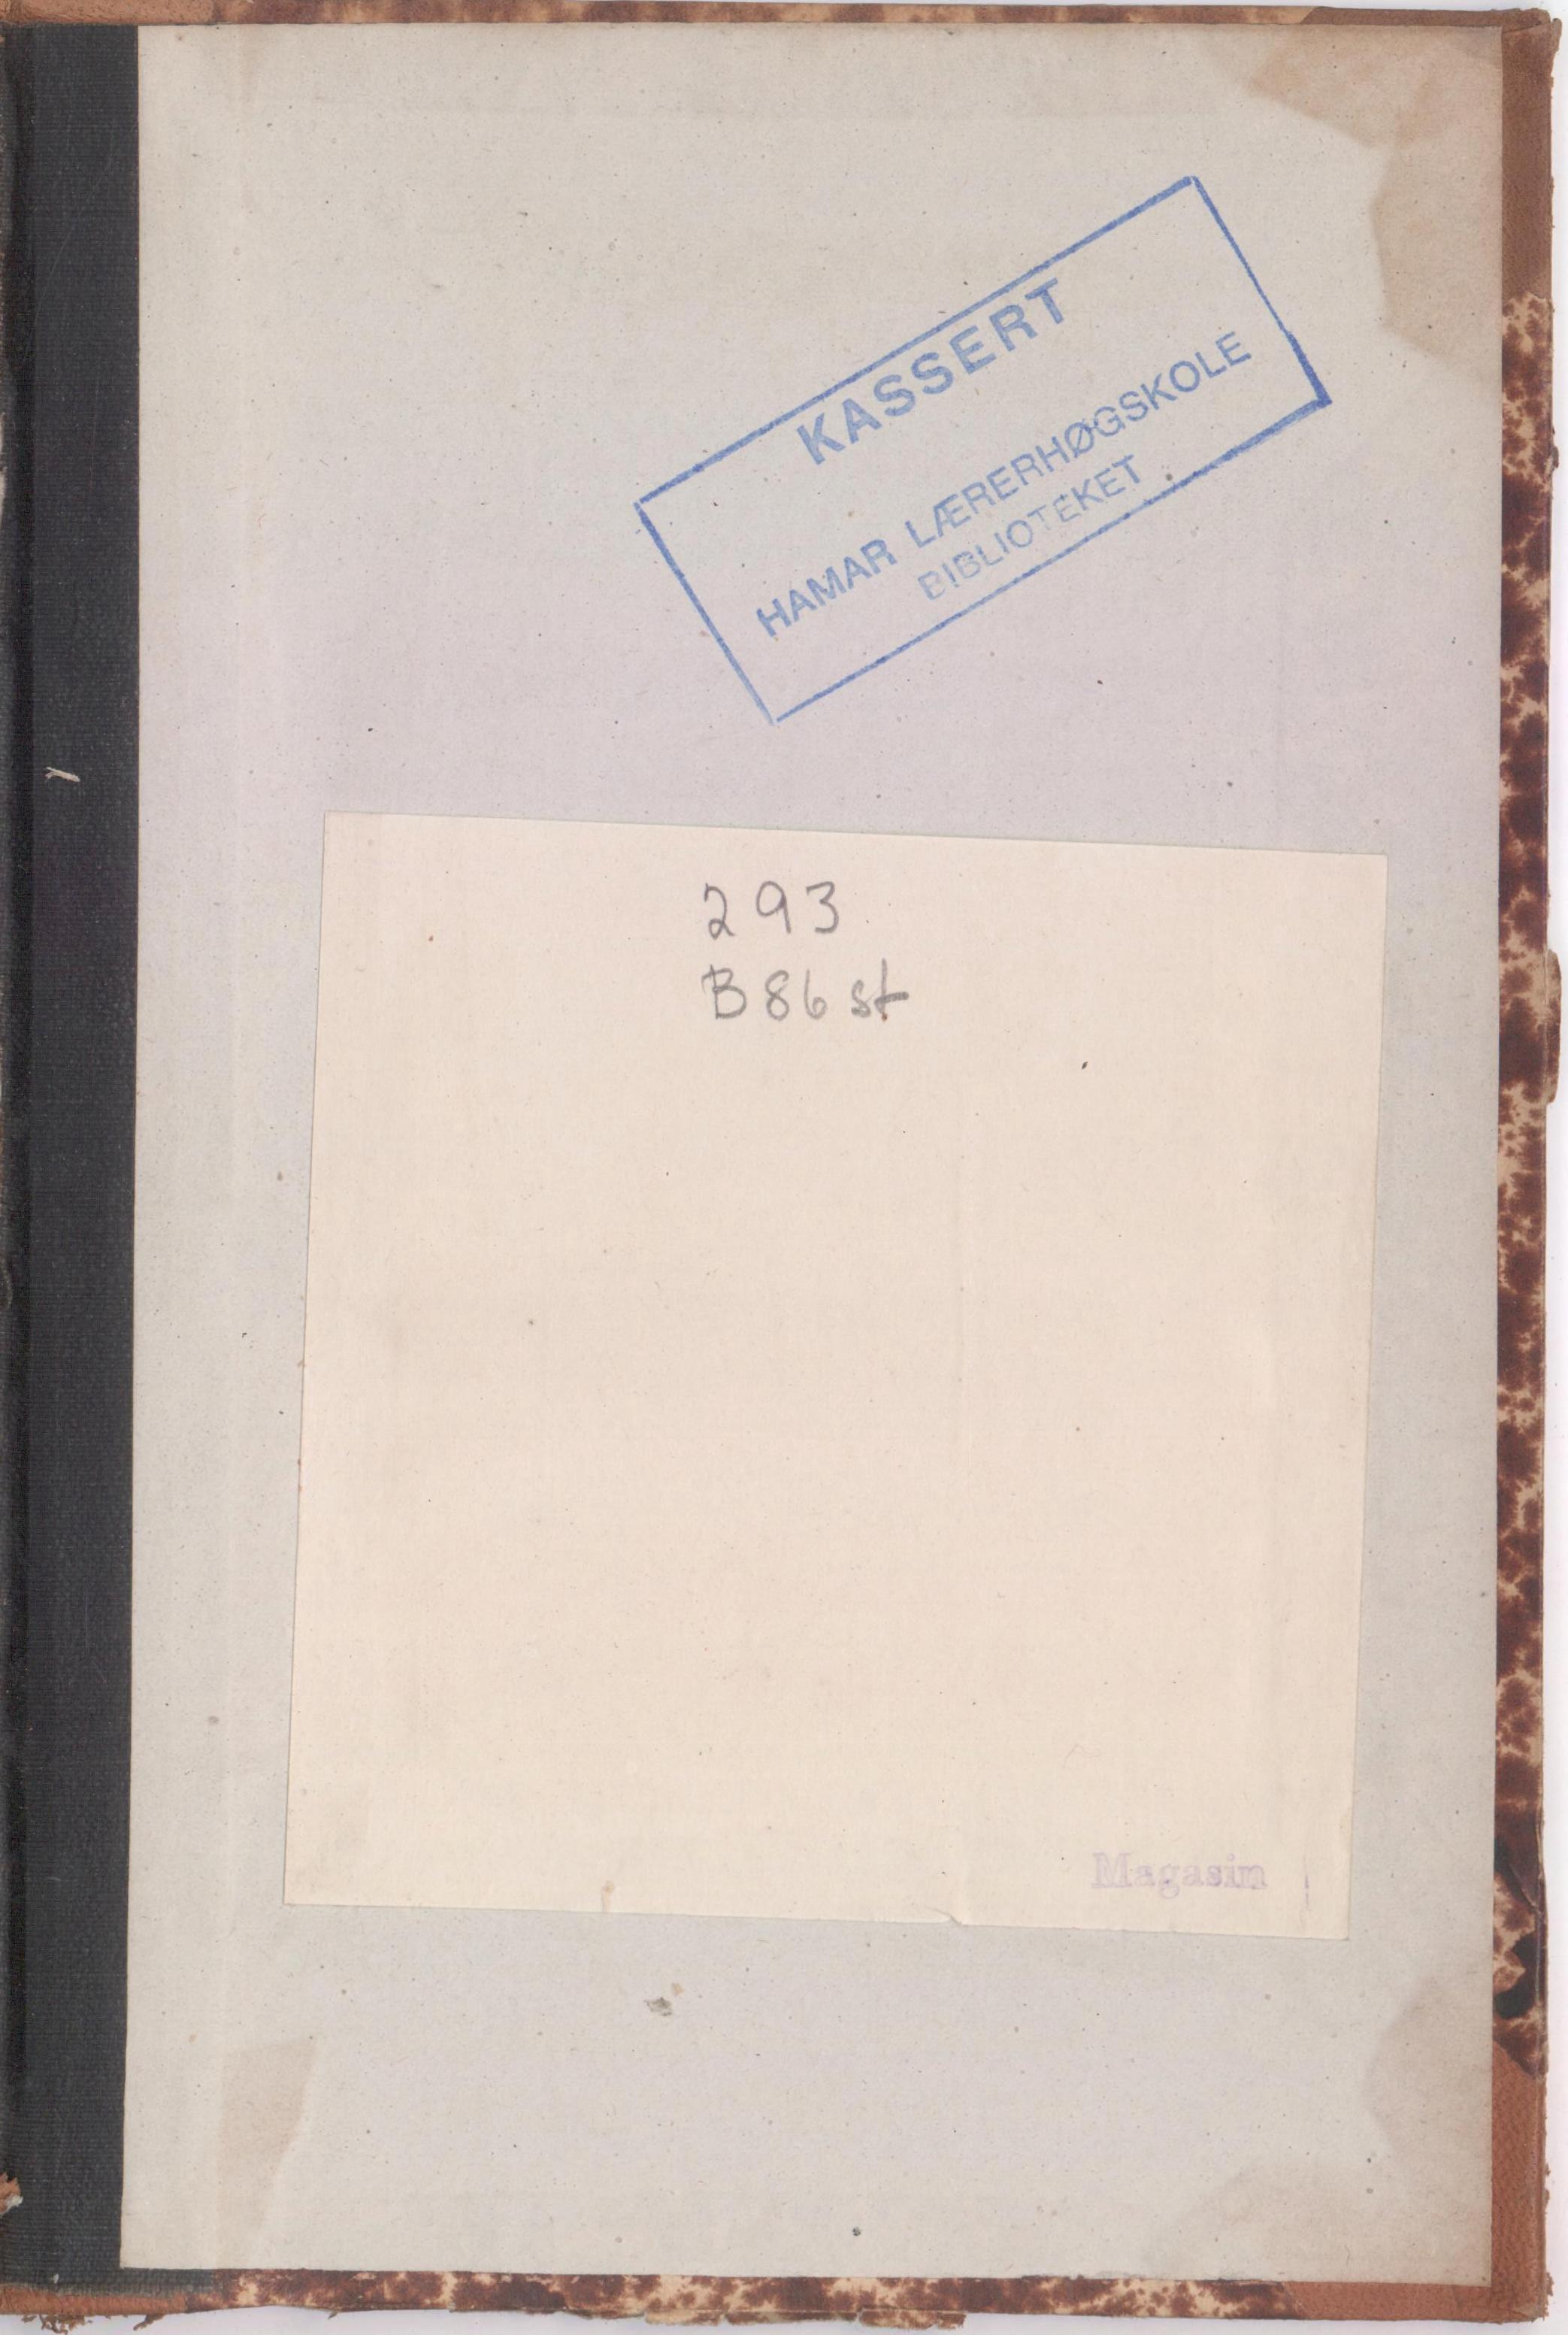 KASSERT
HAMAR LÆRERHØGSKOLE
BIBLIOTEKET
293
B86st
Magasin